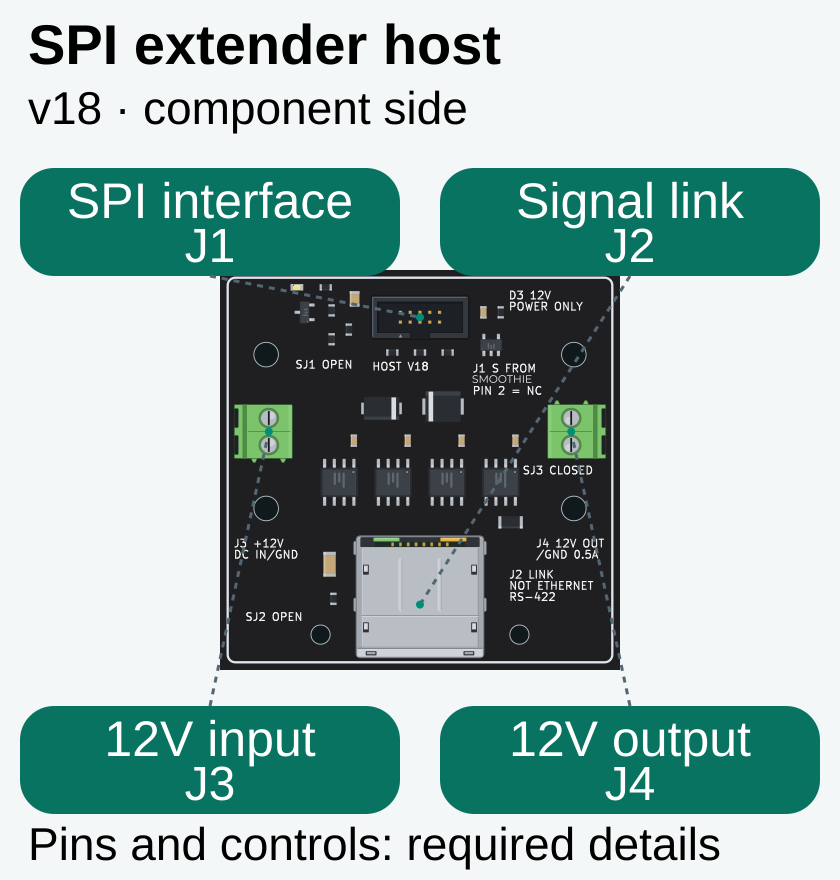 SPI extender host
v18 · component side
SPI interface
J1
Signal link
J2
D3 12V
POWER ONLY
SJ1 OPEN
HOST V18
J1 S FROM
SMOOTHIE
PIN 2 = NC
SJ3 CLOSED
J3 +12V
DC IN/GND
J4 12V OUT
/GND 0.5A
J2 LINK
NOT ETHERNET
RS-422
SJ2 OPEN
12V input
J3
12V output
J4
Pins and controls: required details